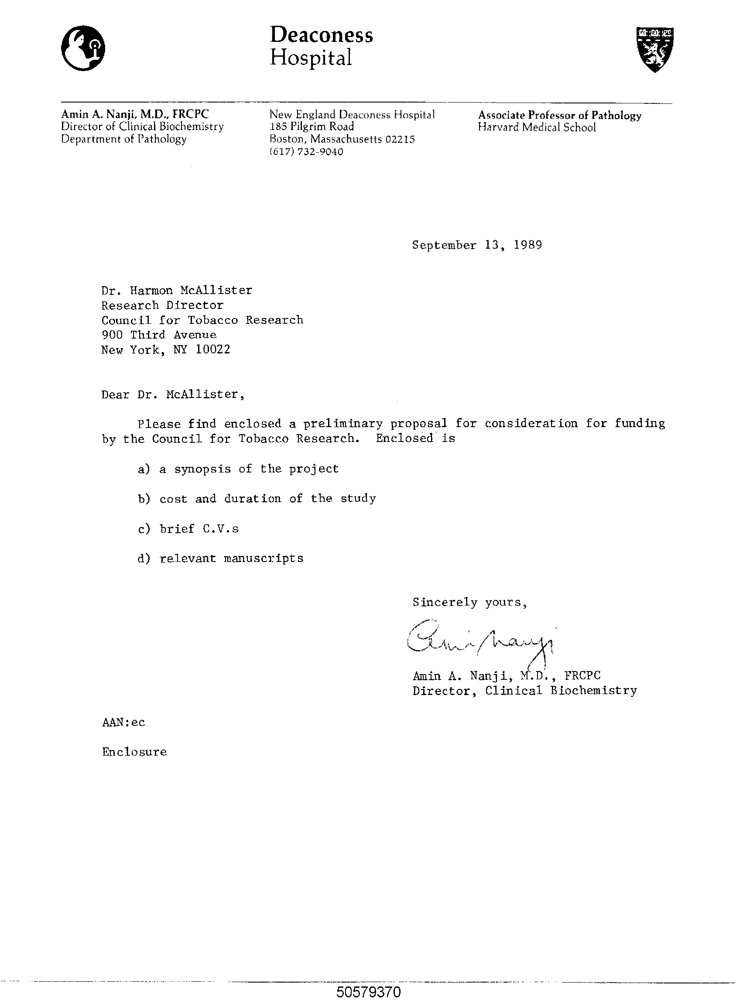 Deaconess
Hospital
Amin A. Nanji, M.D., FRCPC
Director of Clinical Biochemistry
Department of Pathology
New England Deaconess Hospital
185 Pilgrim Road
Boston, Massachusetts 02215
(617) 732-9040
Associate Professor of Pathology
Harvard Medical School
September 13, 1989
Dr. Harmon McAllister
Research Director
Council for Tobacco Research
900 Third Avenue
New York, NY 10022
Dear Dr. McAllister,
Please find enclosed a preliminary proposal for consideration for funding
by the Council for Tobacco Research. Enclosed is
a) a synopsis of the project
b) cost and duration of the study
c) brief C.V.s
d) relevant manuscripts
Sincerely yours,
Amin A. Nanji, M.D., FRCPC
Director, Clinical Biochemistry
AAN:ec
Enclosure
50579370